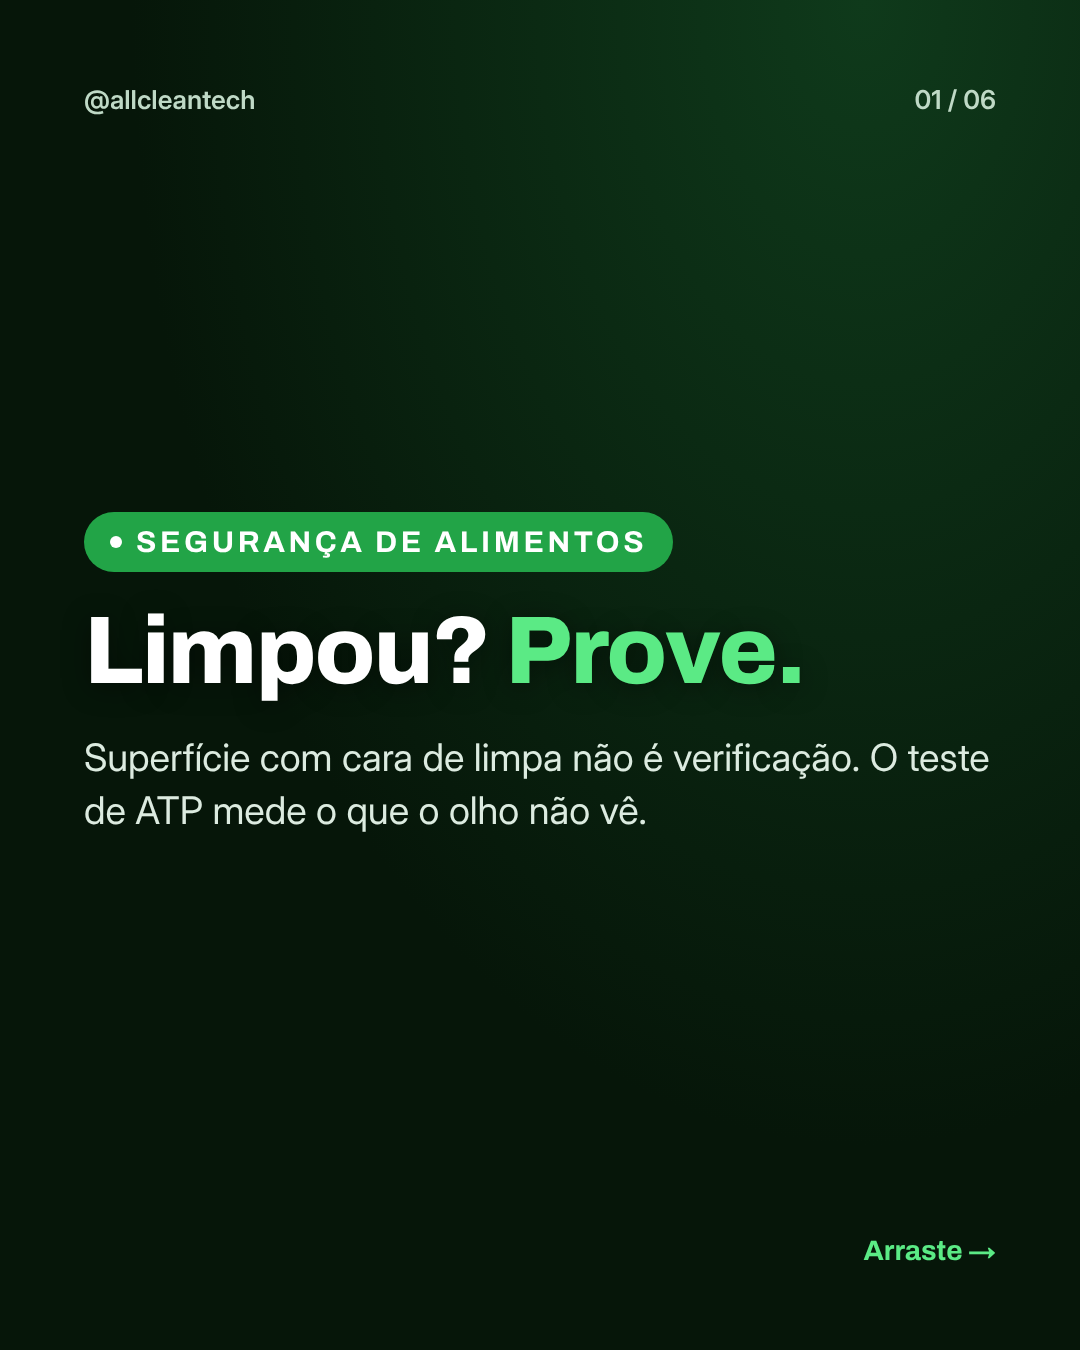 @allcleantech
01 / 06
• SEGURANÇA DE ALIMENTOS
Limpou? Prove.
Superfície com cara de limpa não é verificação. O teste
de ATP mede o que o olho não vê.
Arraste →